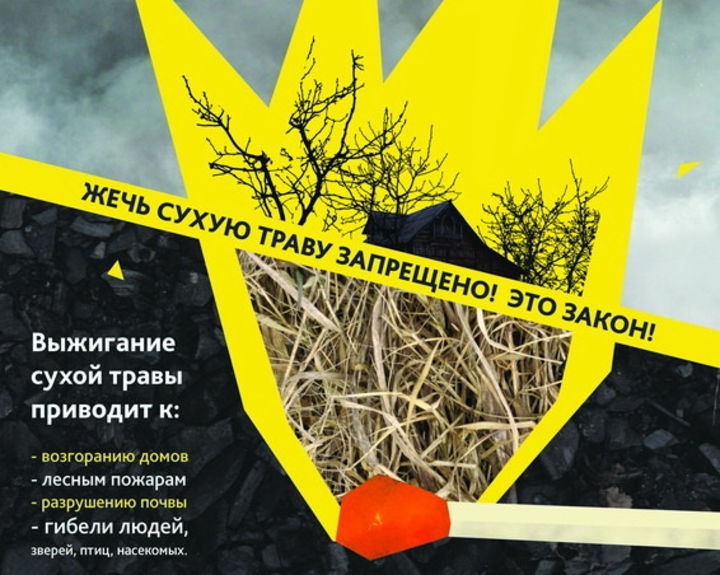 ЖЕЧЬ СУХУЮ ТРАВУ ЗАПРЕЩЕНО! ЭТО ЗАКОН!
Выжигание
сухой травы
приводит к:
- возгоранию домов
- лесным пожарам
- разрушению почвы
- гибели людей,
зверей, птиц, насекомых.